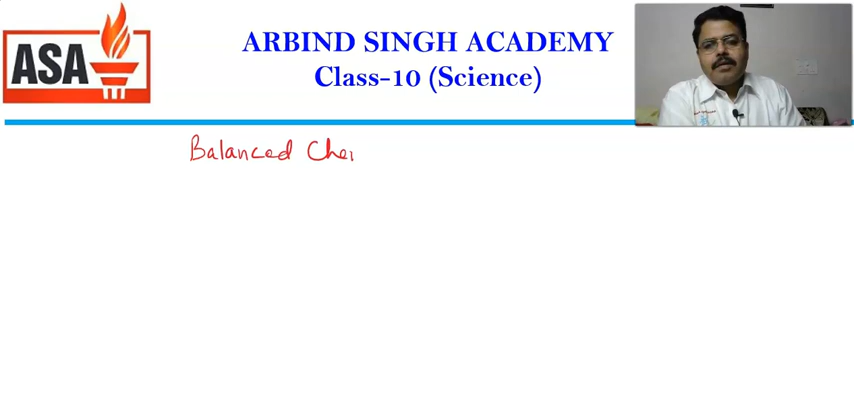 ASA
ARBIND SINGH ACADEMY
Class-10 (Science)
Balanced Che